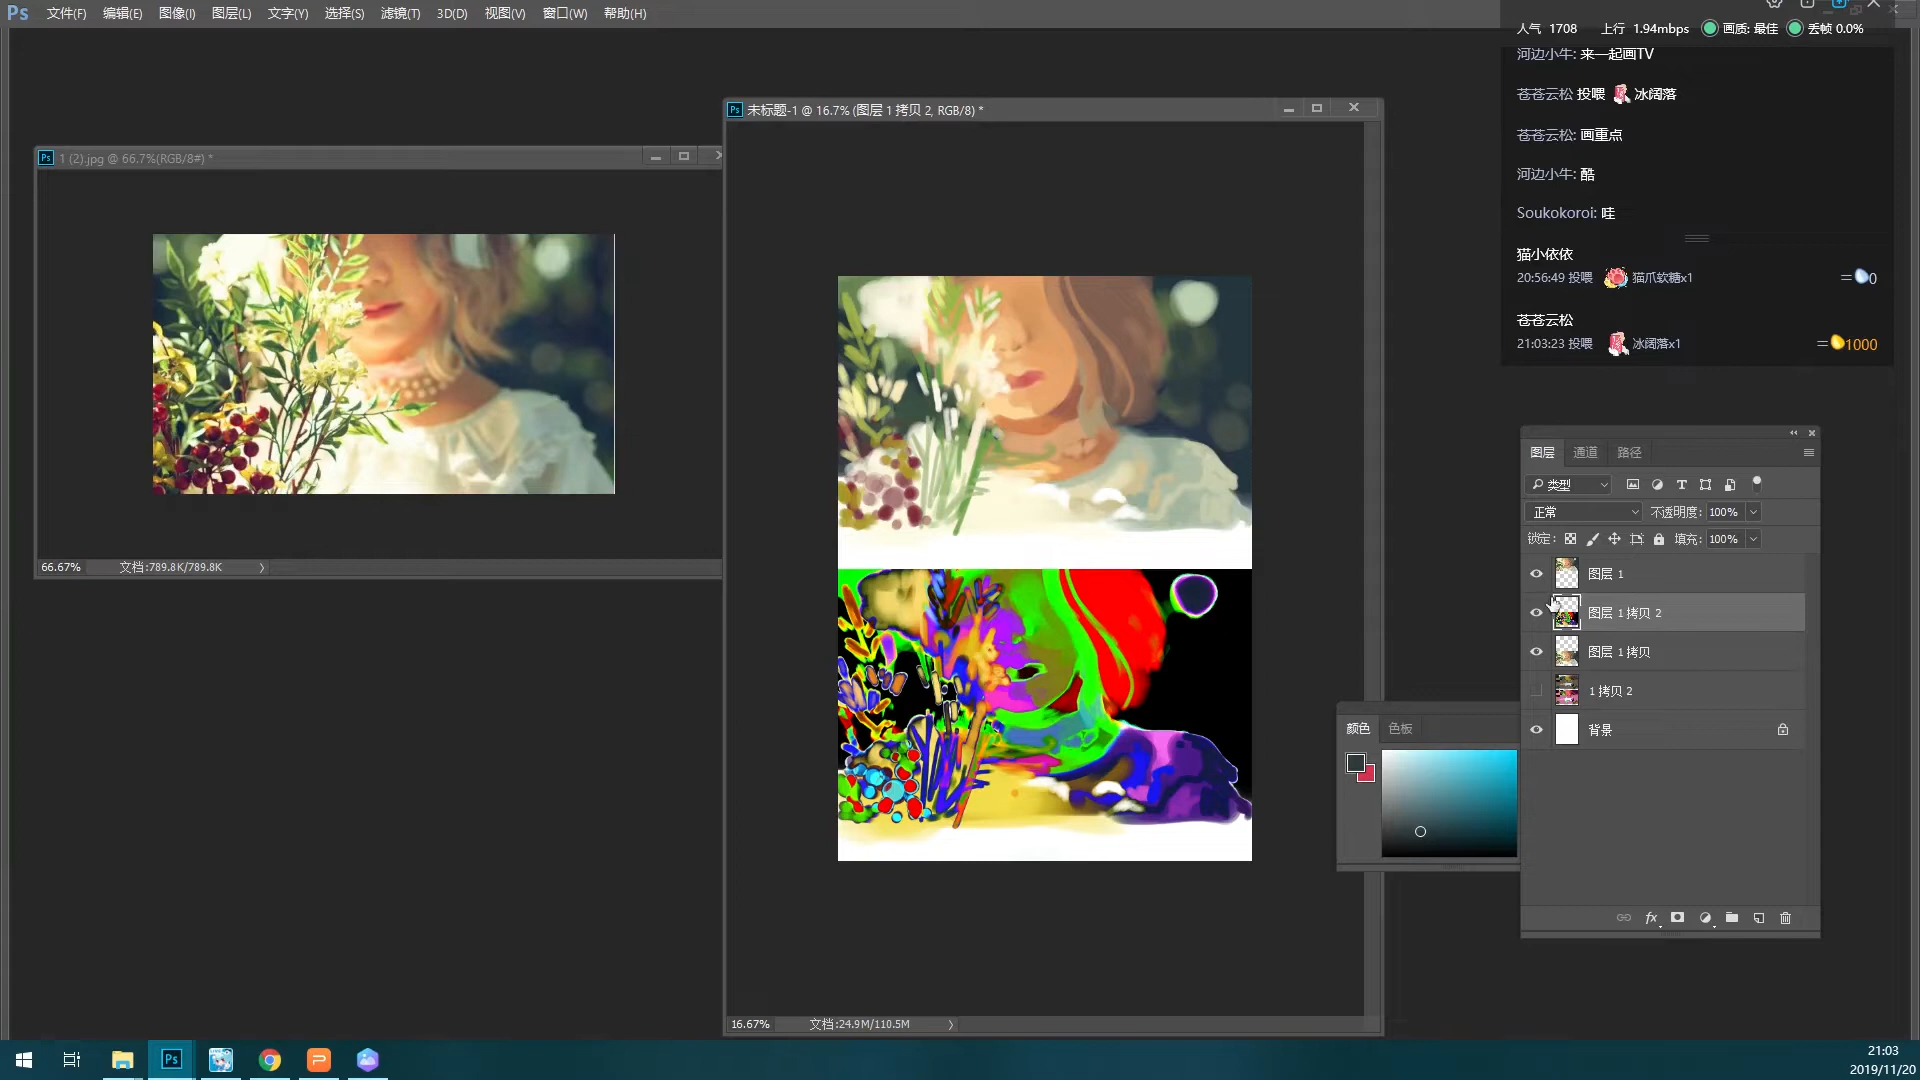 Ps 文件(F) 编辑(E) 图像(I) 图层(L) 文字(Y) 选择(S) 滤镜(T) 3D(D) 视图(V) 窗口(W) 帮助(H)
人气 1708 上行 1.94mbps 画质: 最佳 丢帧 0.0%
河边小牛: 来一起画TV
苍苍云松 投喂 冰阔落
苍苍云松: 画重点
河边小牛: 酷
Soukokoroi: 哇
猫小依依
20:56:49 投喂 猫爪软糖x1 =0
苍苍云松
21:03:23 投喂 冰阔落x1 =1000
Ps 未标题-1 @ 16.7% (图层 1 拷贝 2, RGB/8) *
Ps 1 (2).jpg @ 66.7%(RGB/8#) *
66.67% 文档:789.8K/789.8K
图层 通道 路径
类型
正常 不透明度: 100%
锁定: 填充: 100%
图层 1
图层 1 拷贝 2
图层 1 拷贝
1 拷贝 2
背景
颜色 色板
fx
16.67% 文档:24.9M/110.5M
Ps
21:03
2019/11/20